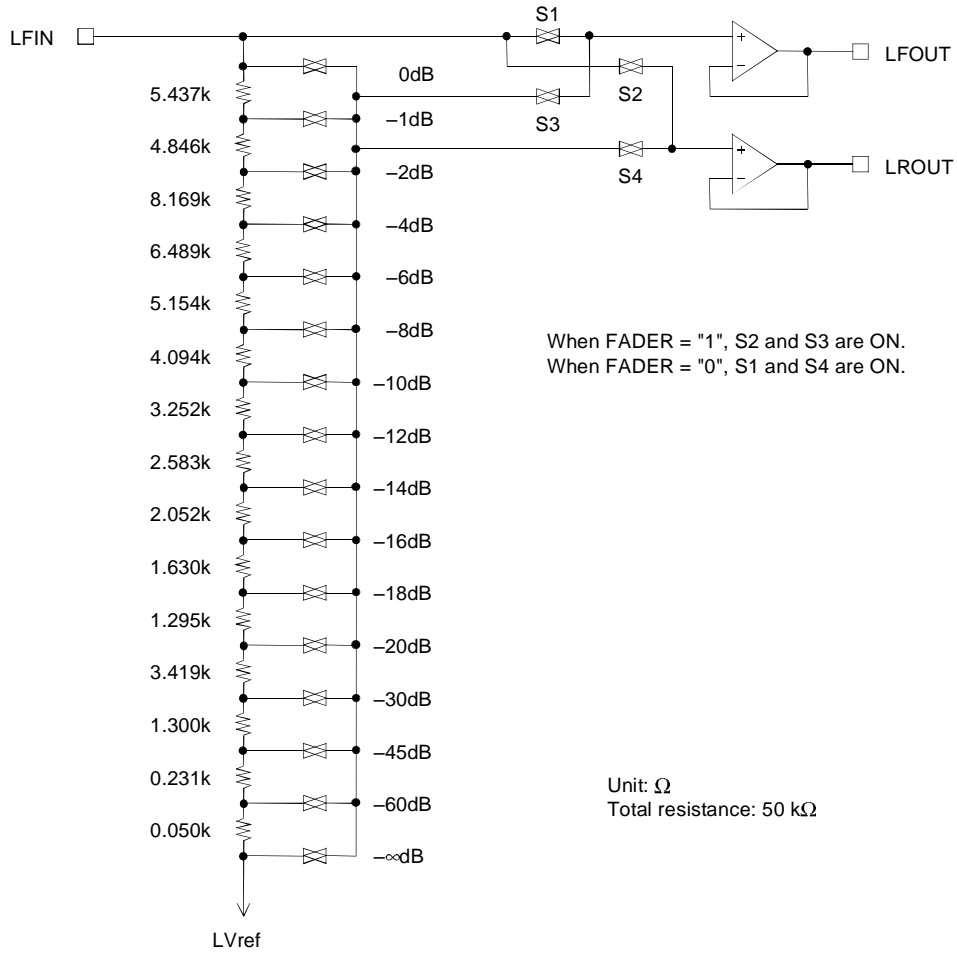 S1
LFIN
LFOUT
0dB
5.437k
S2
S3
–1dB
4.846k
–2dB
S4
LROUT
8.169k
–4dB
6.489k
–6dB
5.154k
–8dB
When FADER = "1", S2 and S3 are ON.
When FADER = "0", S1 and S4 are ON.
4.094k
–10dB
3.252k
–12dB
2.583k
–14dB
2.052k
–16dB
1.630k
–18dB
1.295k
–20dB
3.419k
–30dB
1.300k
–45dB
0.231k
–60dB
Unit: Ω
Total resistance: 50 kΩ
0.050k
–∞dB
LVref